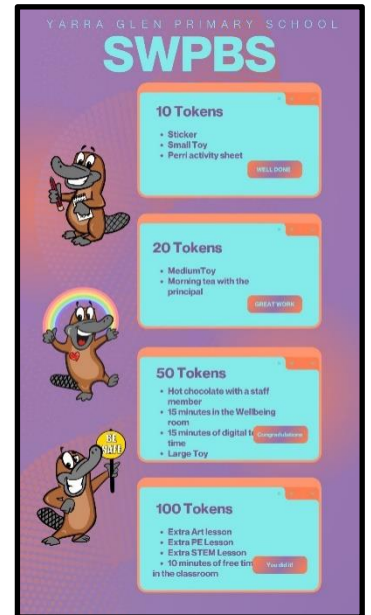 YARRA GLEN PRIMARY SCHOOL
SWPBS
10 Tokens
• Sticker
• Small Toy
• Perri activity sheet
WELL DONE
20 Tokens
• MediumToy
• Morning tea with the
principal
GREAT WORK
50 Tokens
• Hot chocolate with a staff
member
• 15 minutes in the Wellbeing
room
• 15 minutes of digital
time
• Large Toy
Congratulations
100 Tokens
• Extra Art lesson
• Extra PE Lesson
• Extra STEM Lesson
• 10 minutes of free
in the classroom
You did it!
BE
SAFE